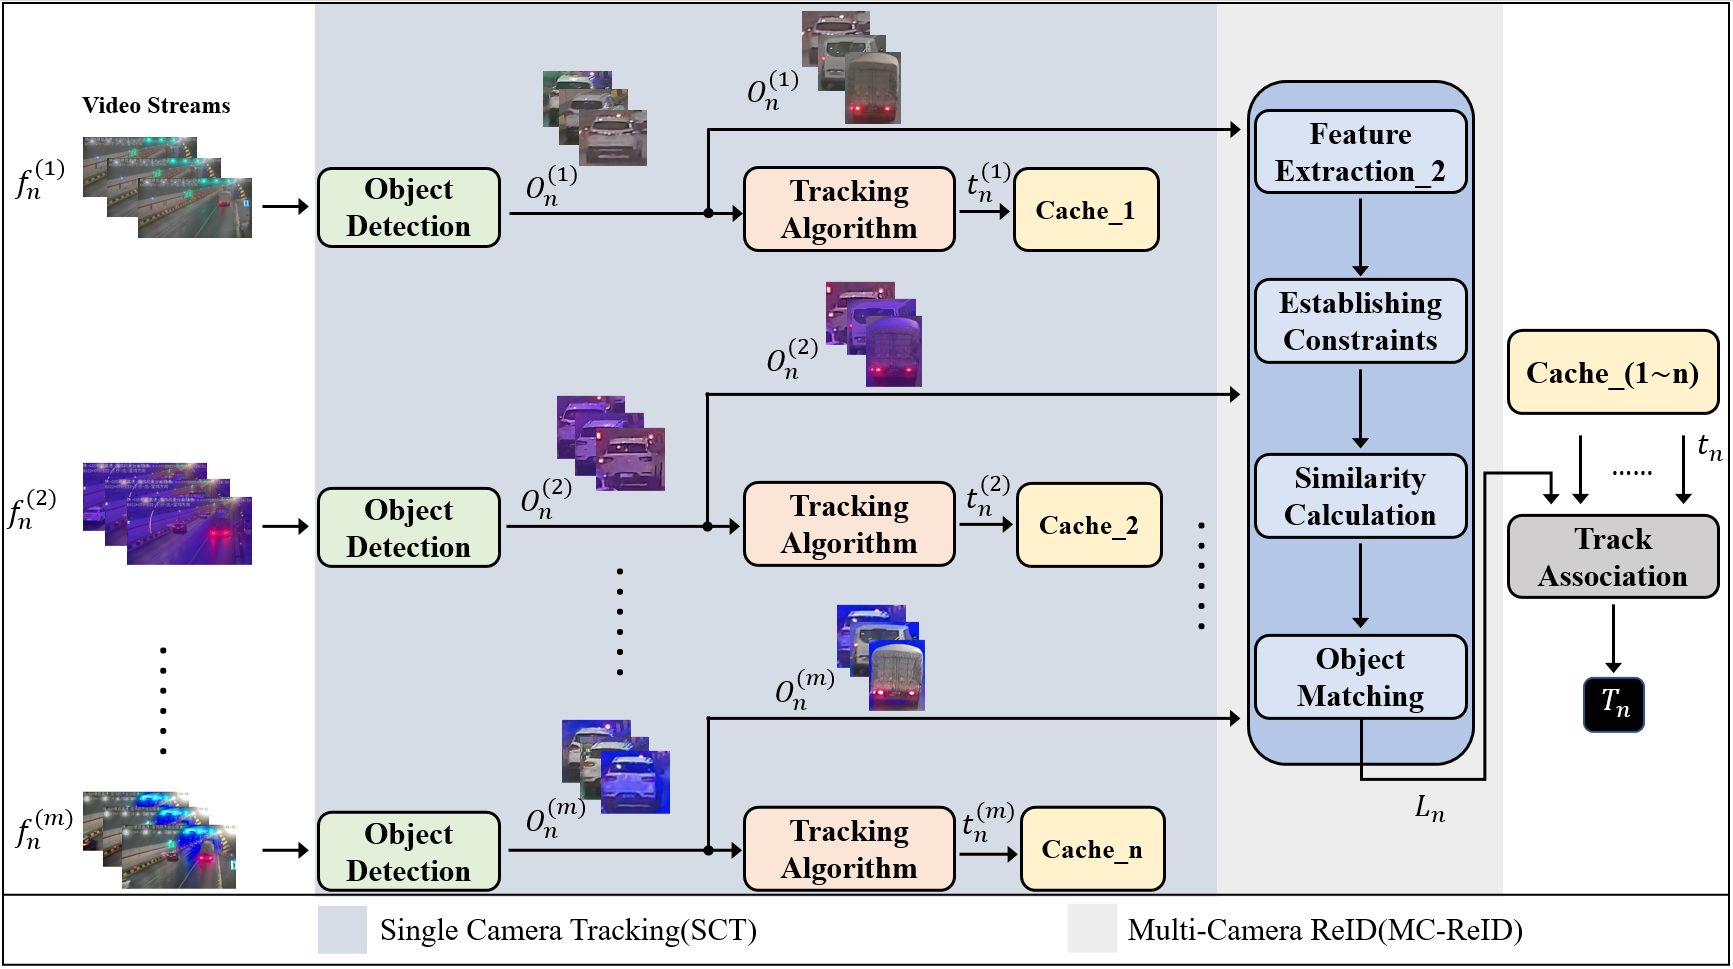 Video Streams
f_n^(1)
Object
Detection
O_n^(1)
O_n^(1)
Tracking
Algorithm
t_n^(1)
Cache_1
f_n^(2)
Object
Detection
O_n^(2)
O_n^(2)
Tracking
Algorithm
t_n^(2)
Cache_2
f_n^(m)
Object
Detection
O_n^(m)
O_n^(m)
Tracking
Algorithm
t_n^(m)
Cache_n
Feature
Extraction_2
Establishing
Constraints
Similarity
Calculation
Object
Matching
L_n
Cache_(1~n)
t_n
......
Track
Association
T_n
Single Camera Tracking(SCT)
Multi-Camera ReID(MC-ReID)